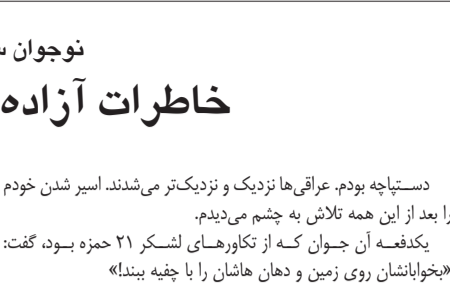 نوجوان
خاطرات آزاده
دستپاچه بودم. عراقی‌ها نزدیک و نزدیک‌تر می‌شدند. اسیر شدن خودم
را بعد از این همه تلاش به چشم می‌دیدم.
یکدفعه آن جوان که از تکاورهای لشکر ۲۱ حمزه بود، گفت:
«بخوابانشان روی زمین و دهان هاشان را با چفیه ببند!»